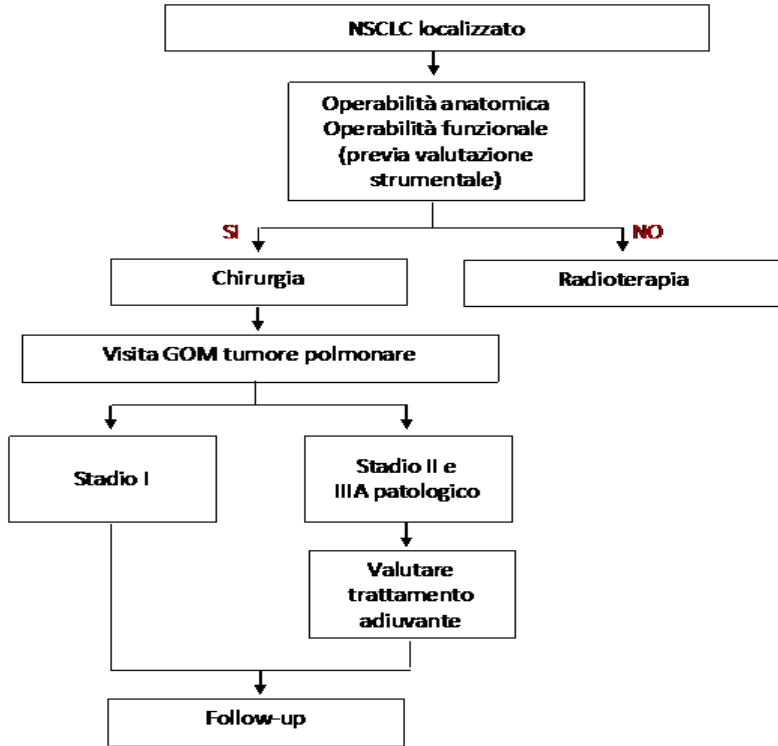 NSCLC localizzato
Operabilità anatomica
Operabilità funzionale
(previa valutazione
strumentale)
SI
NO
Chirurgia
Radioterapia
Visita GOM tumore polmonare
Stadio I
Stadio II e
IIIA patologico
Valutare
trattamento
adiuvante
Follow-up